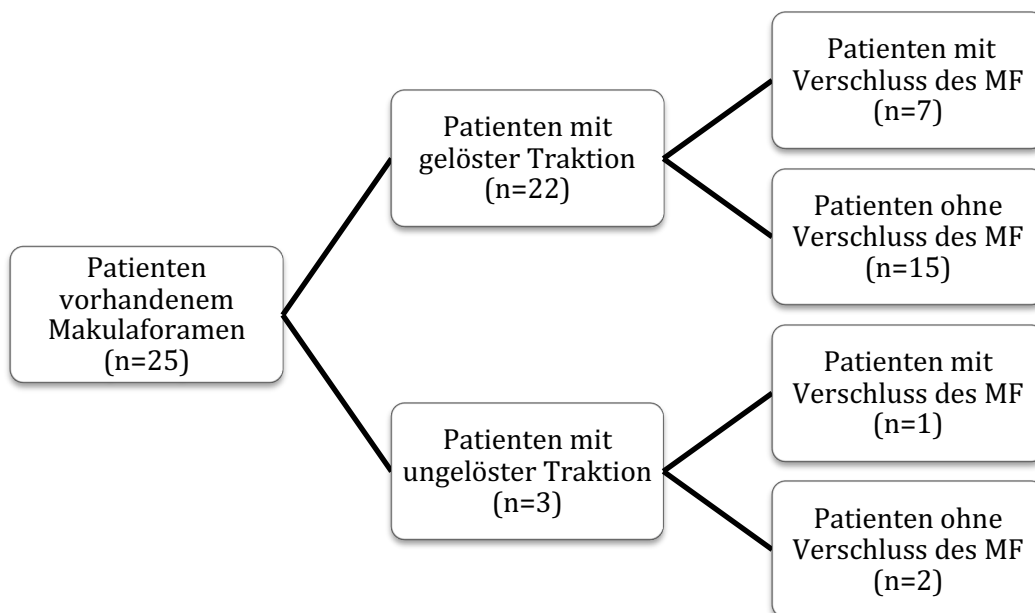 Patienten
vorhandenem
Makulaforamen
(n=25)
Patienten mit
gelöster Traktion
(n=22)
Patienten mit
ungelöster Traktion
(n=3)
Patienten mit
Verschluss des MF
(n=7)
Patienten ohne
Verschluss des MF
(n=15)
Patienten mit
Verschluss des MF
(n=1)
Patienten ohne
Verschluss des MF
(n=2)